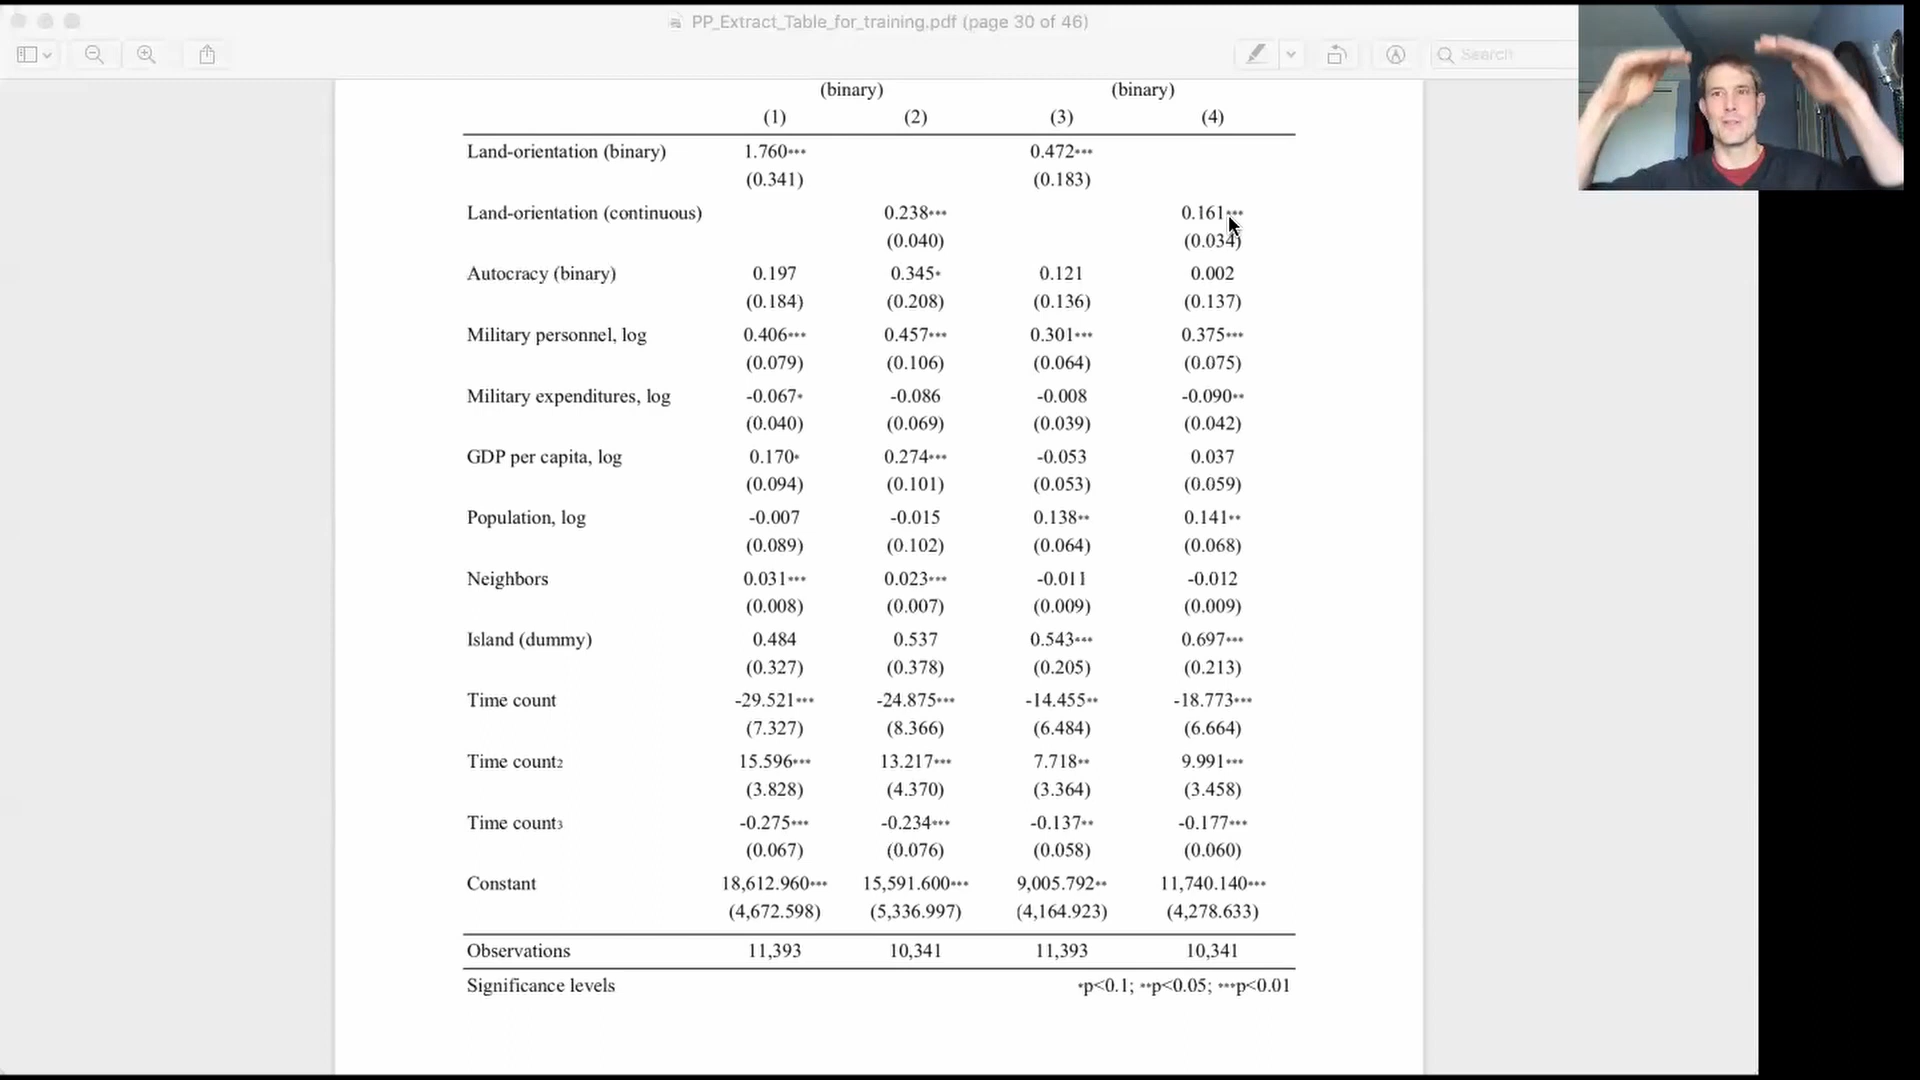 PP_Extract_Table_for_training.pdf (page 30 of 46)
Search
(binary) (binary)
(1) (2) (3) (4)
Land-orientation (binary) 1.760*** 0.472***
(0.341) (0.183)
Land-orientation (continuous) 0.238*** 0.161***
(0.040) (0.034)
Autocracy (binary) 0.197 0.345* 0.121 0.002
(0.184) (0.208) (0.136) (0.137)
Military personnel, log 0.406*** 0.457*** 0.301*** 0.375***
(0.079) (0.106) (0.064) (0.075)
Military expenditures, log -0.067* -0.086 -0.008 -0.090**
(0.040) (0.069) (0.039) (0.042)
GDP per capita, log 0.170* 0.274*** -0.053 0.037
(0.094) (0.101) (0.053) (0.059)
Population, log -0.007 -0.015 0.138** 0.141**
(0.089) (0.102) (0.064) (0.068)
Neighbors 0.031*** 0.023*** -0.011 -0.012
(0.008) (0.007) (0.009) (0.009)
Island (dummy) 0.484 0.537 0.543*** 0.697***
(0.327) (0.378) (0.205) (0.213)
Time count -29.521*** -24.875*** -14.455** -18.773***
(7.327) (8.366) (6.484) (6.664)
Time count2 15.596*** 13.217*** 7.718** 9.991***
(3.828) (4.370) (3.364) (3.458)
Time count3 -0.275*** -0.234*** -0.137** -0.177***
(0.067) (0.076) (0.058) (0.060)
Constant 18,612.960*** 15,591.600*** 9,005.792** 11,740.140***
(4,672.598) (5,336.997) (4,164.923) (4,278.633)
Observations 11,393 10,341 11,393 10,341
Significance levels *p<0.1; **p<0.05; ***p<0.01